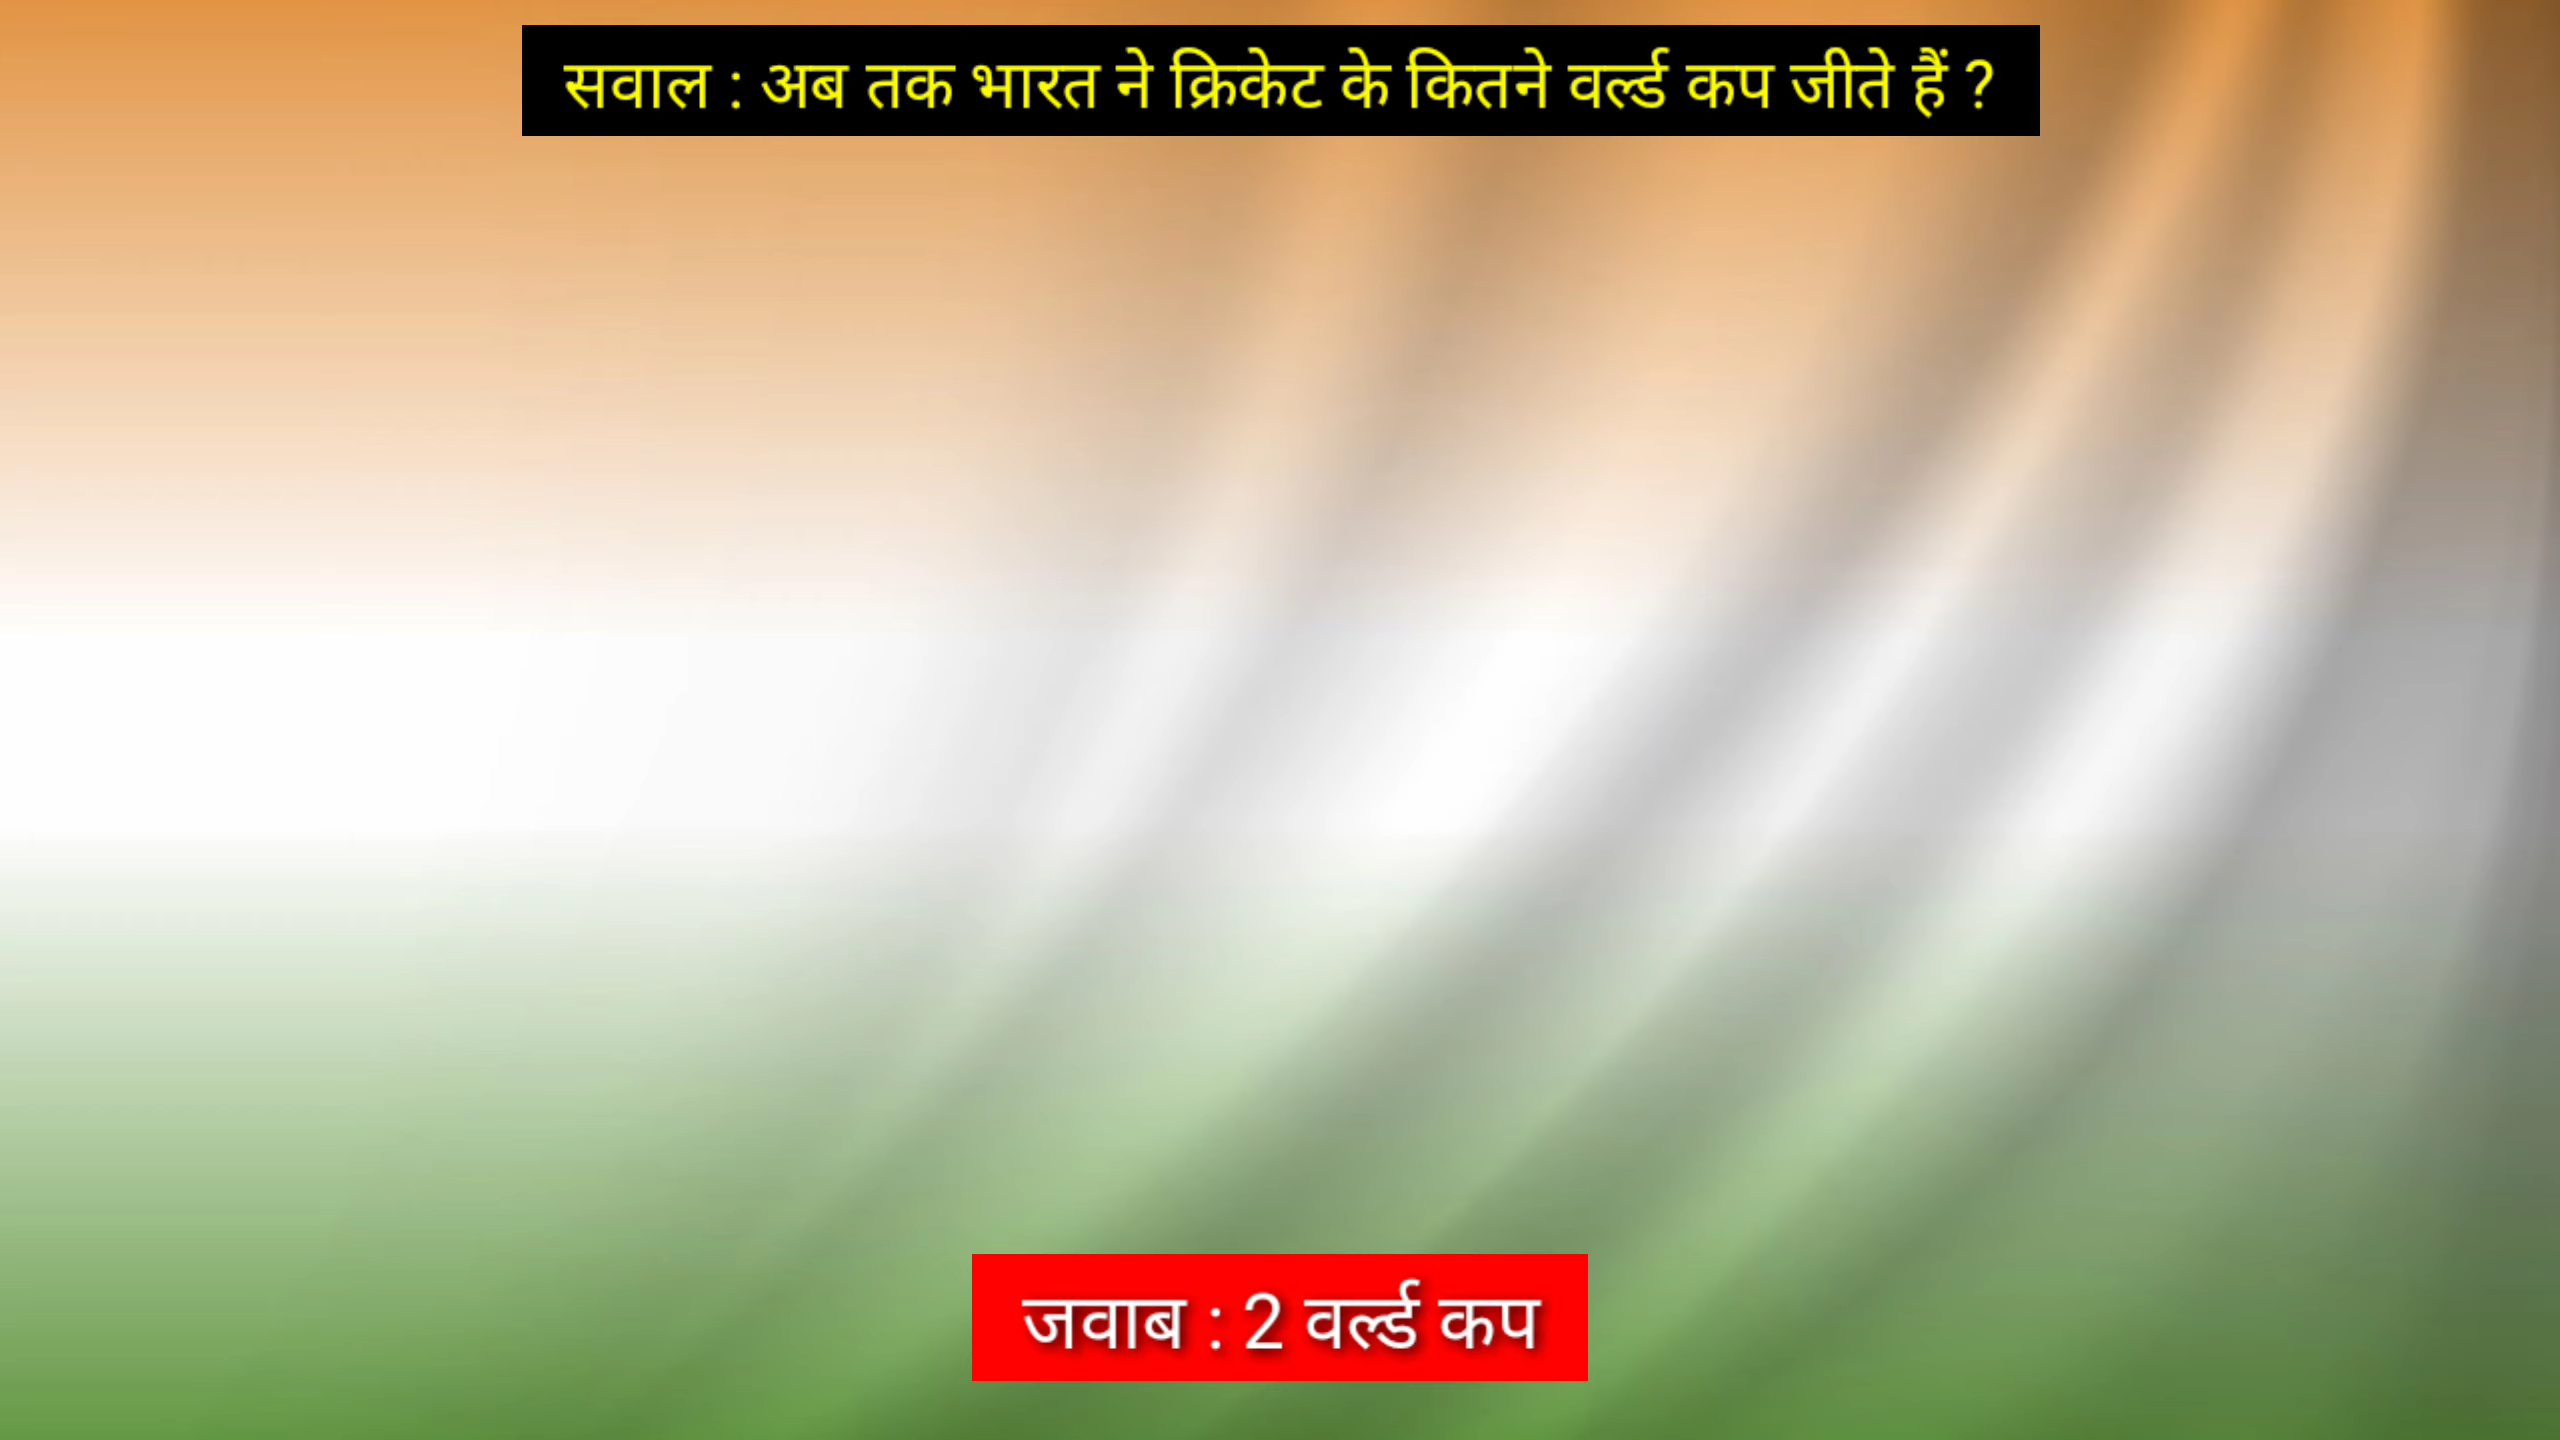 सवाल : अब तक भारत ने क्रिकेट के कितने वर्ल्ड कप जीते हैं ?
जवाब : 2 वर्ल्ड कप